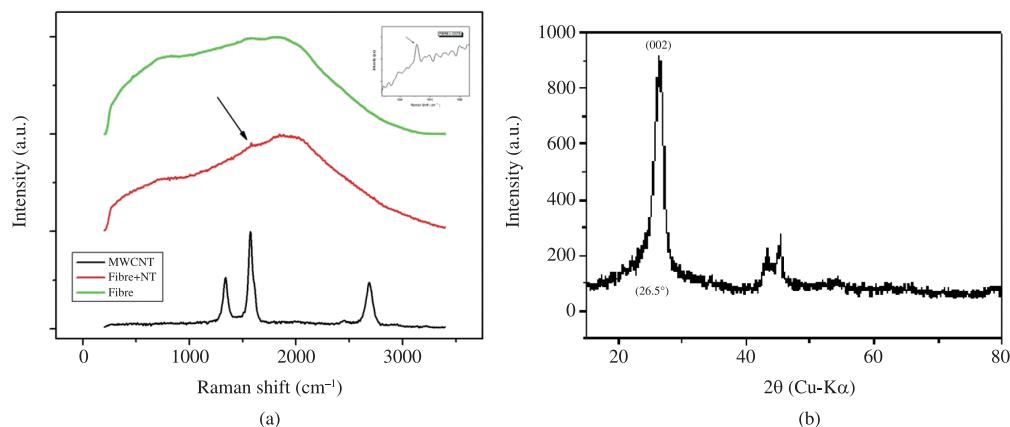 Intensity (a.u.)
MWCNT
Fibre+NT
Fibre
0
1000
2000
3000
Raman shift (cm⁻¹)
(a)
Intensity (a.u.)
1000
800
600
400
200
0
(002)
(26.5°)
20
40
60
80
2θ (Cu-Kα)
(b)